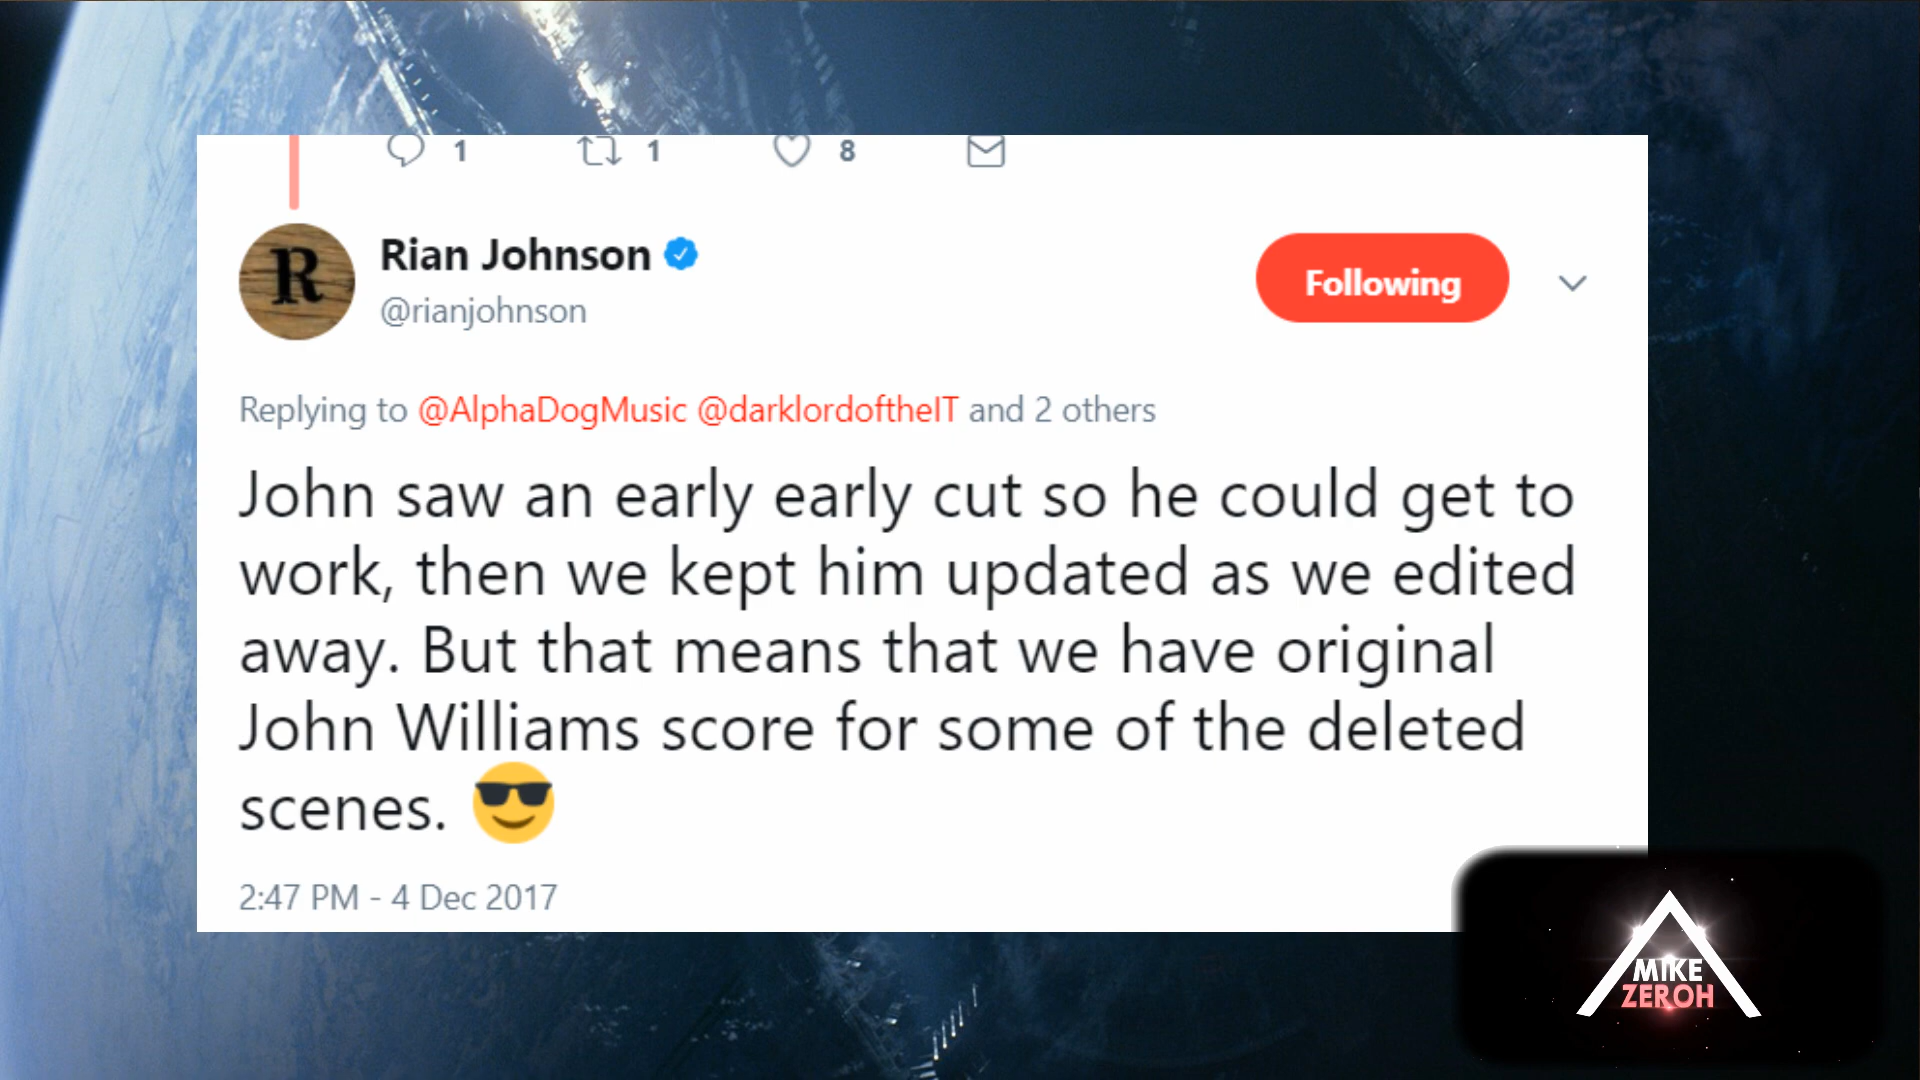 1 1 8
Rian Johnson
@rianjohnson
Following
Replying to @AlphaDogMusic @darklordoftheIT and 2 others
John saw an early early cut so he could get to
work, then we kept him updated as we edited
away. But that means that we have original
John Williams score for some of the deleted
scenes. 😎
2:47 PM - 4 Dec 2017
MIKE
ZEROH